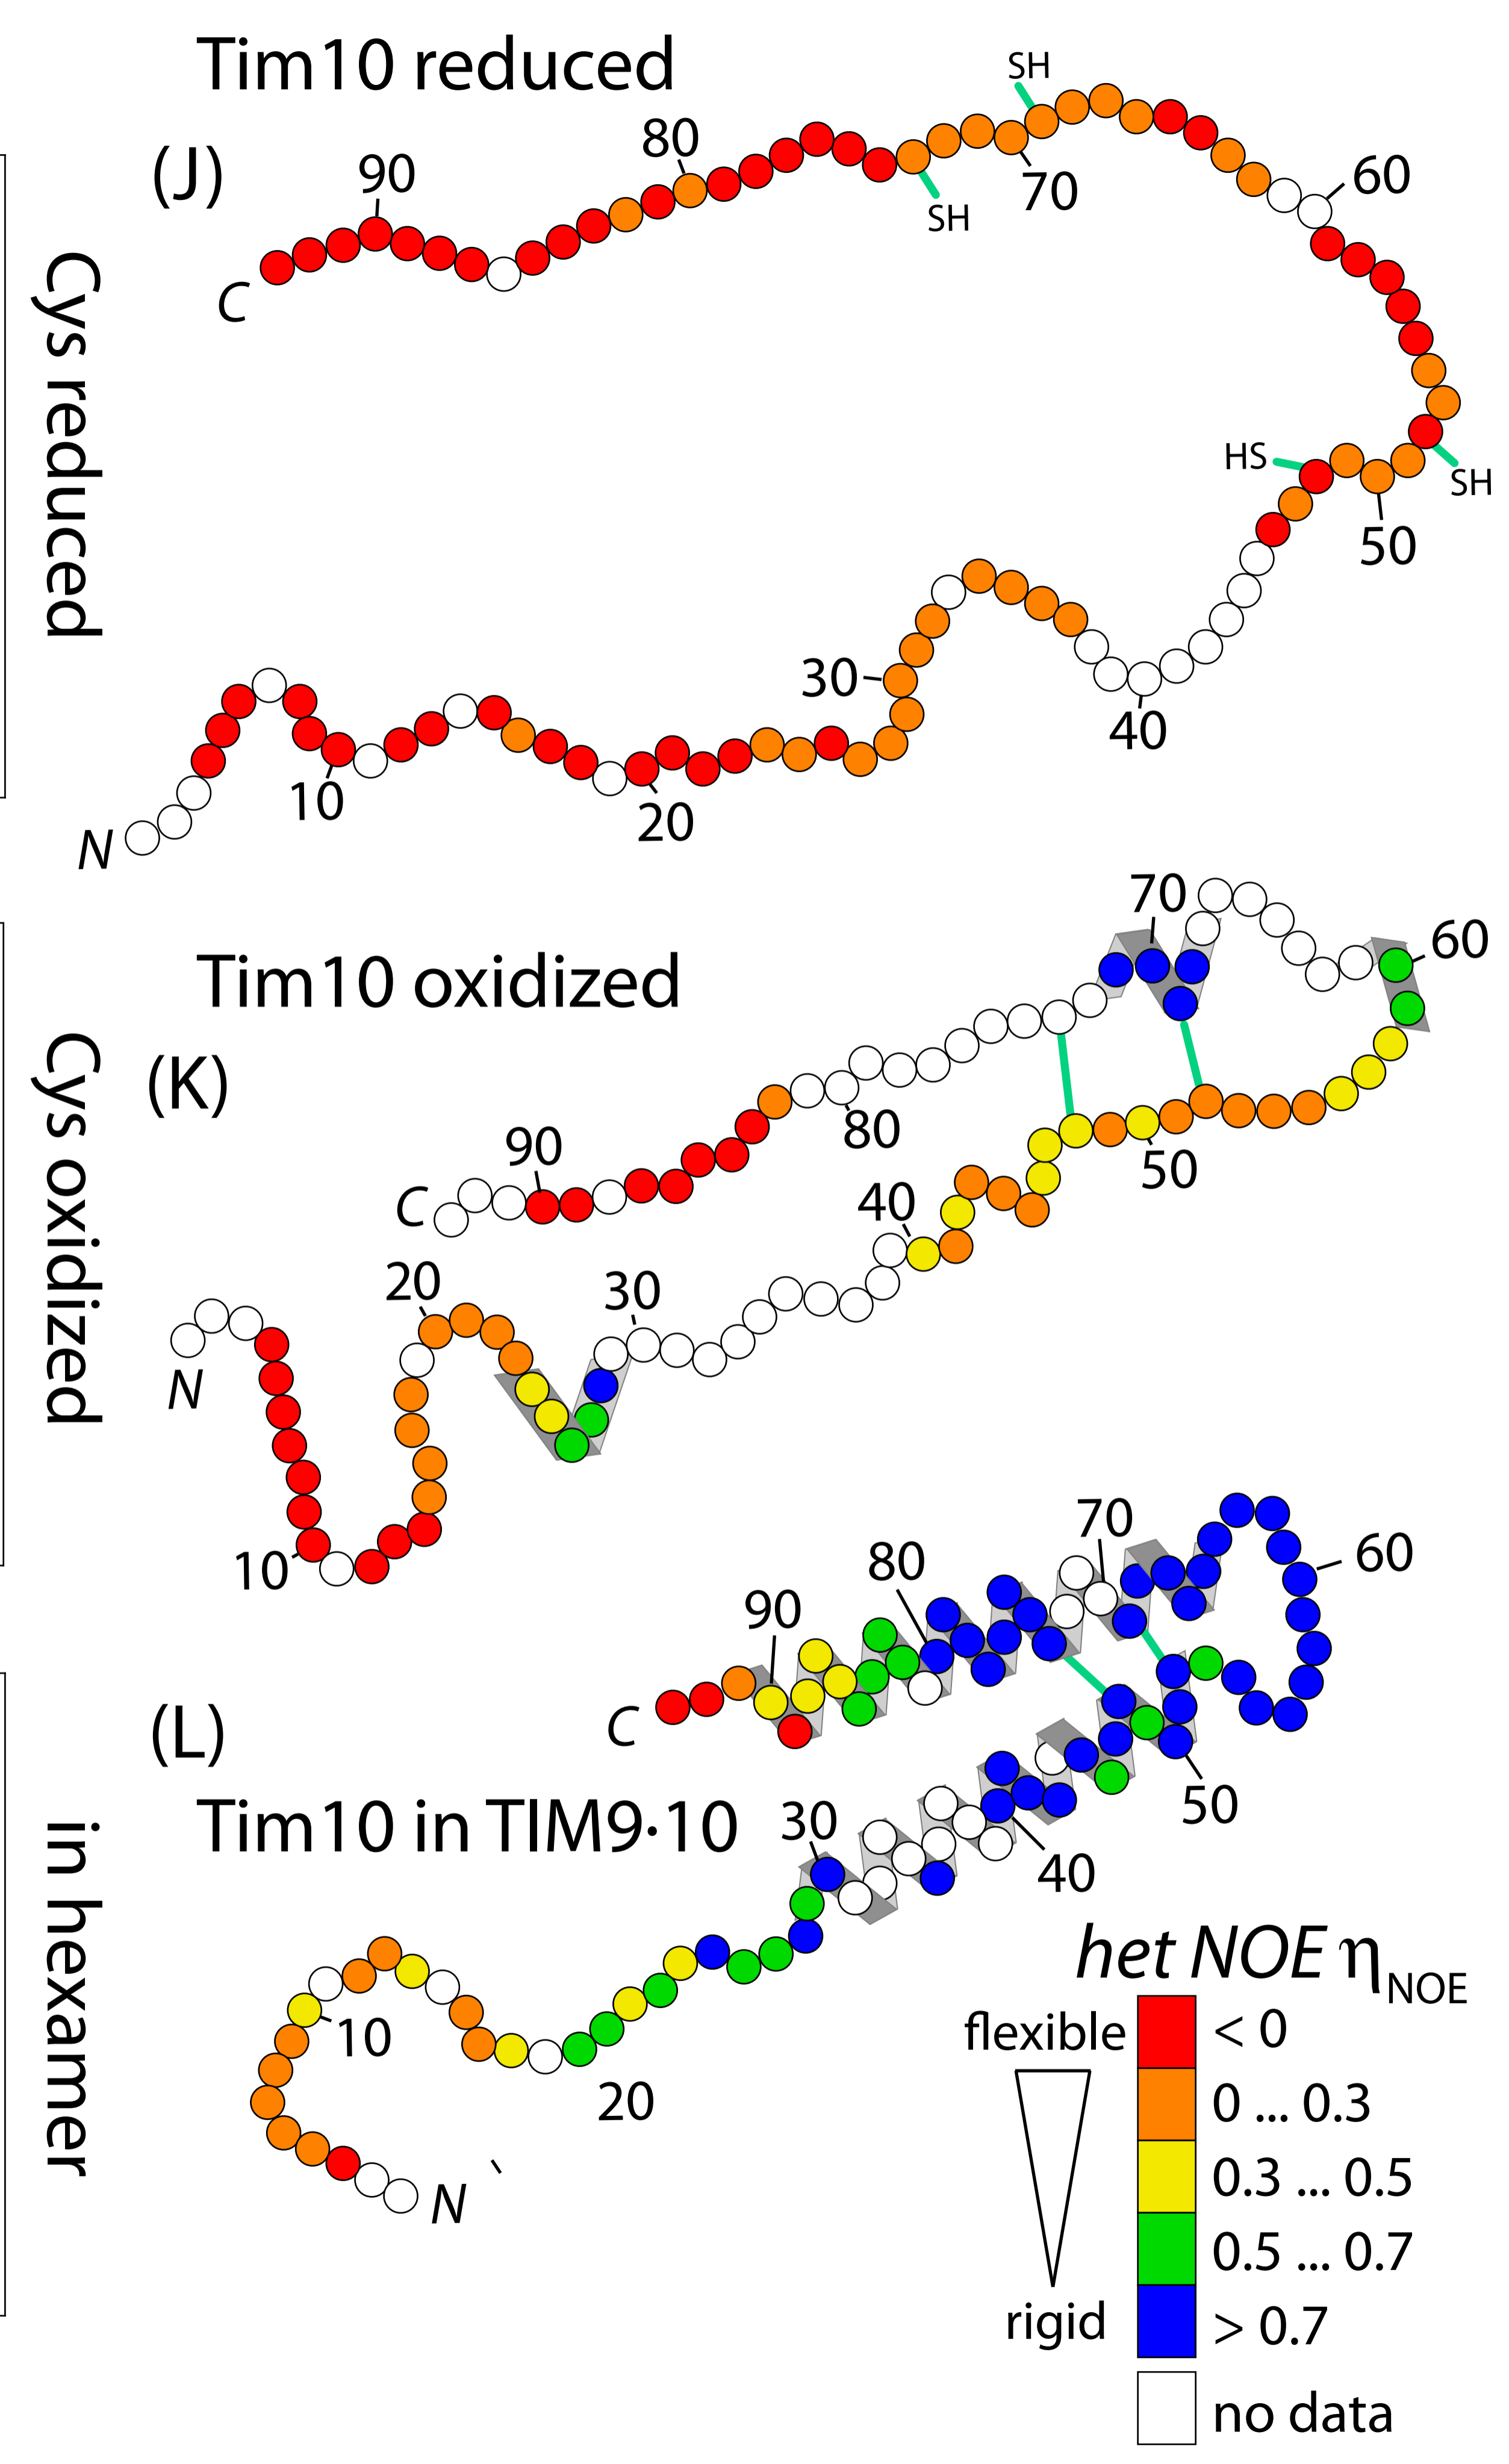 Tim10 reduced
(J)
Cys reduced
SH
80
90
70
60
SH
C
HS
SH
50
30
40
10
20
N
Tim10 oxidized
(K)
Cys oxidized
70
60
80
50
90
C
40
20
30
N
10
(L)
Tim10 in TIM9·10
in hexamer
70
80
60
90
C
50
30
40
10
20
N
het NOE ηNOE
flexible
< 0
0 ... 0.3
0.3 ... 0.5
0.5 ... 0.7
rigid
> 0.7
no data